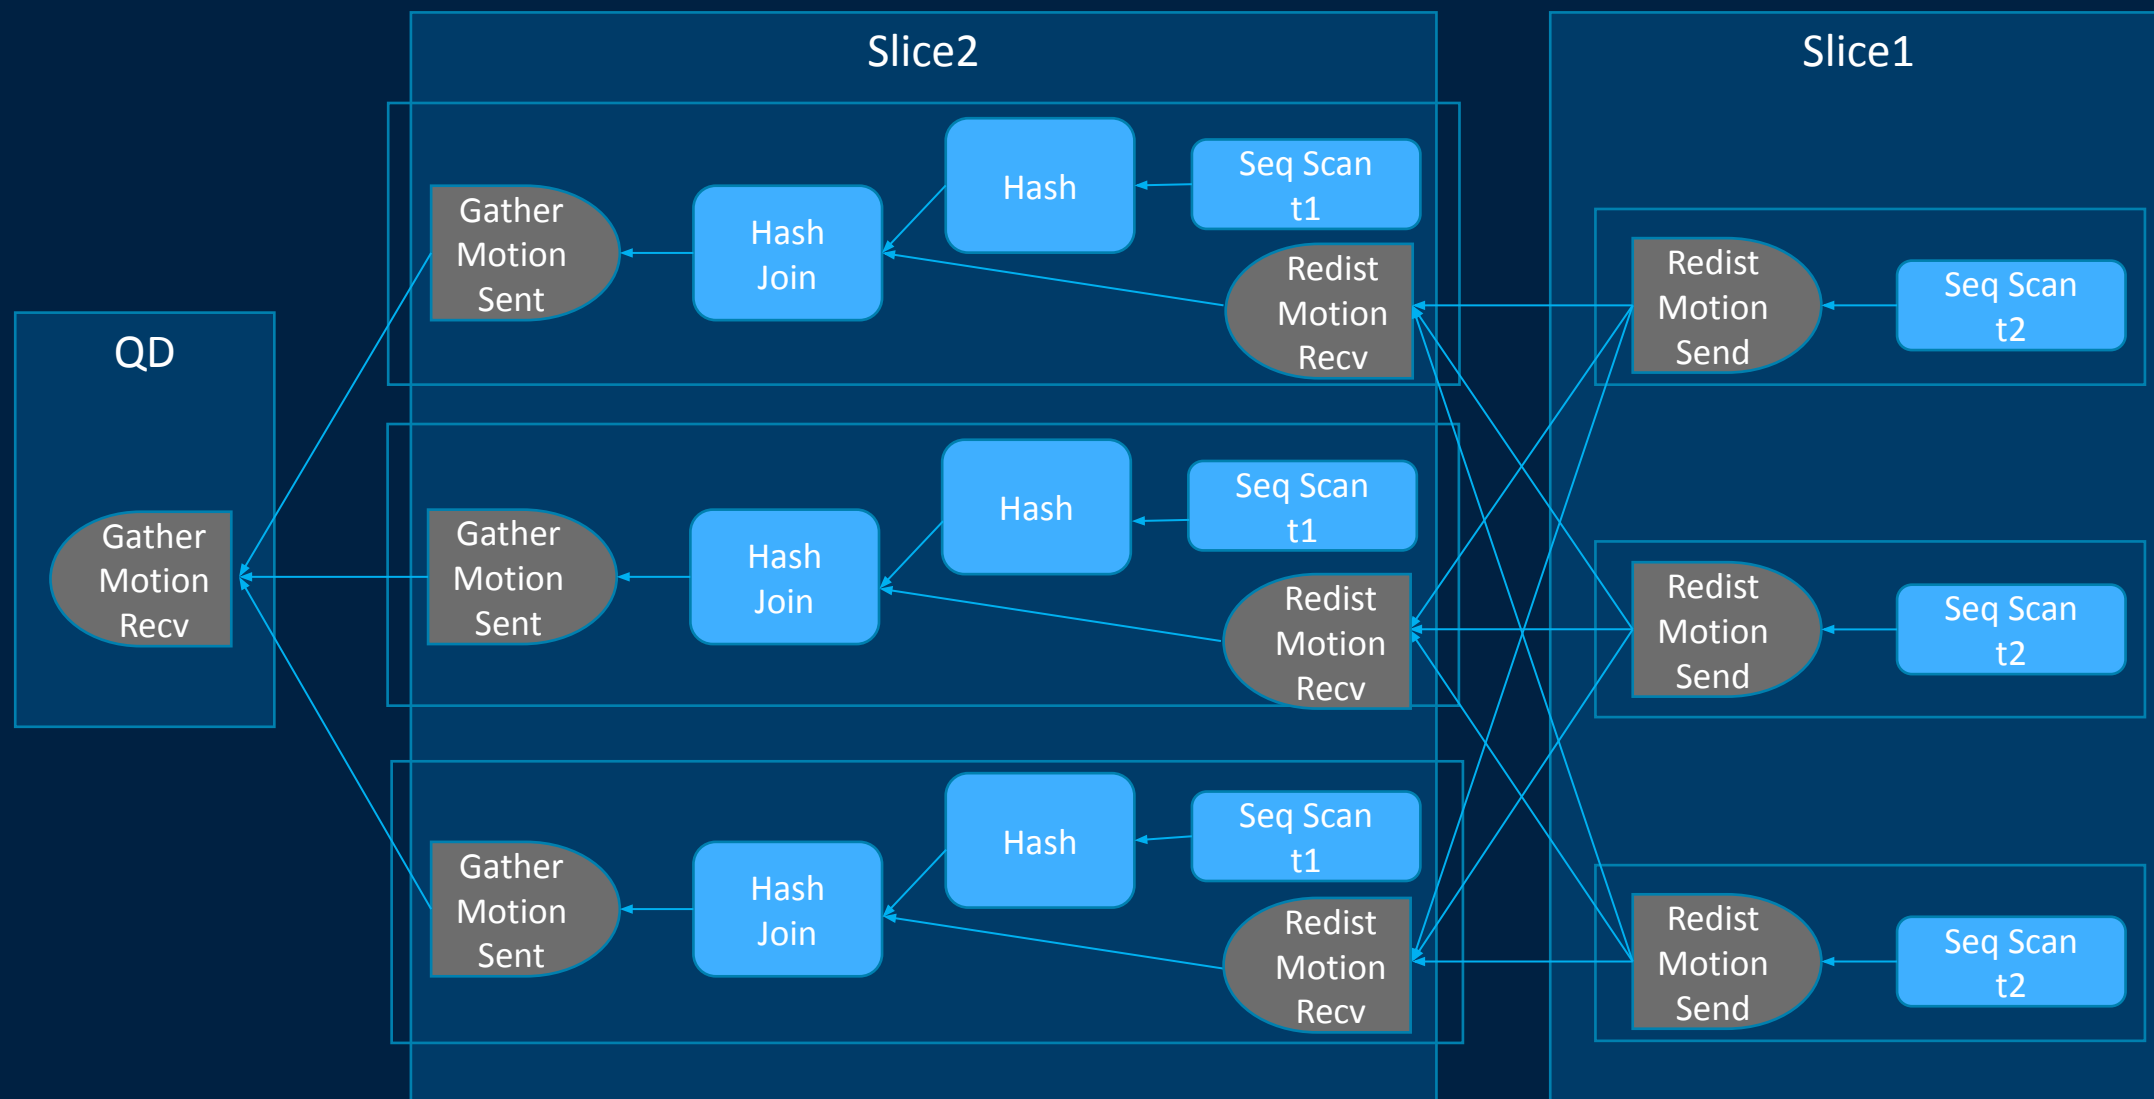 Slice2
Slice1
QD
Gather
Motion
Recv
Gather
Motion
Sent
Hash
Join
Hash
Seq Scan
t1
Redist
Motion
Recv
Redist
Motion
Send
Seq Scan
t2
Gather
Motion
Sent
Hash
Join
Hash
Seq Scan
t1
Redist
Motion
Recv
Redist
Motion
Send
Seq Scan
t2
Gather
Motion
Sent
Hash
Join
Hash
Seq Scan
t1
Redist
Motion
Recv
Redist
Motion
Send
Seq Scan
t2